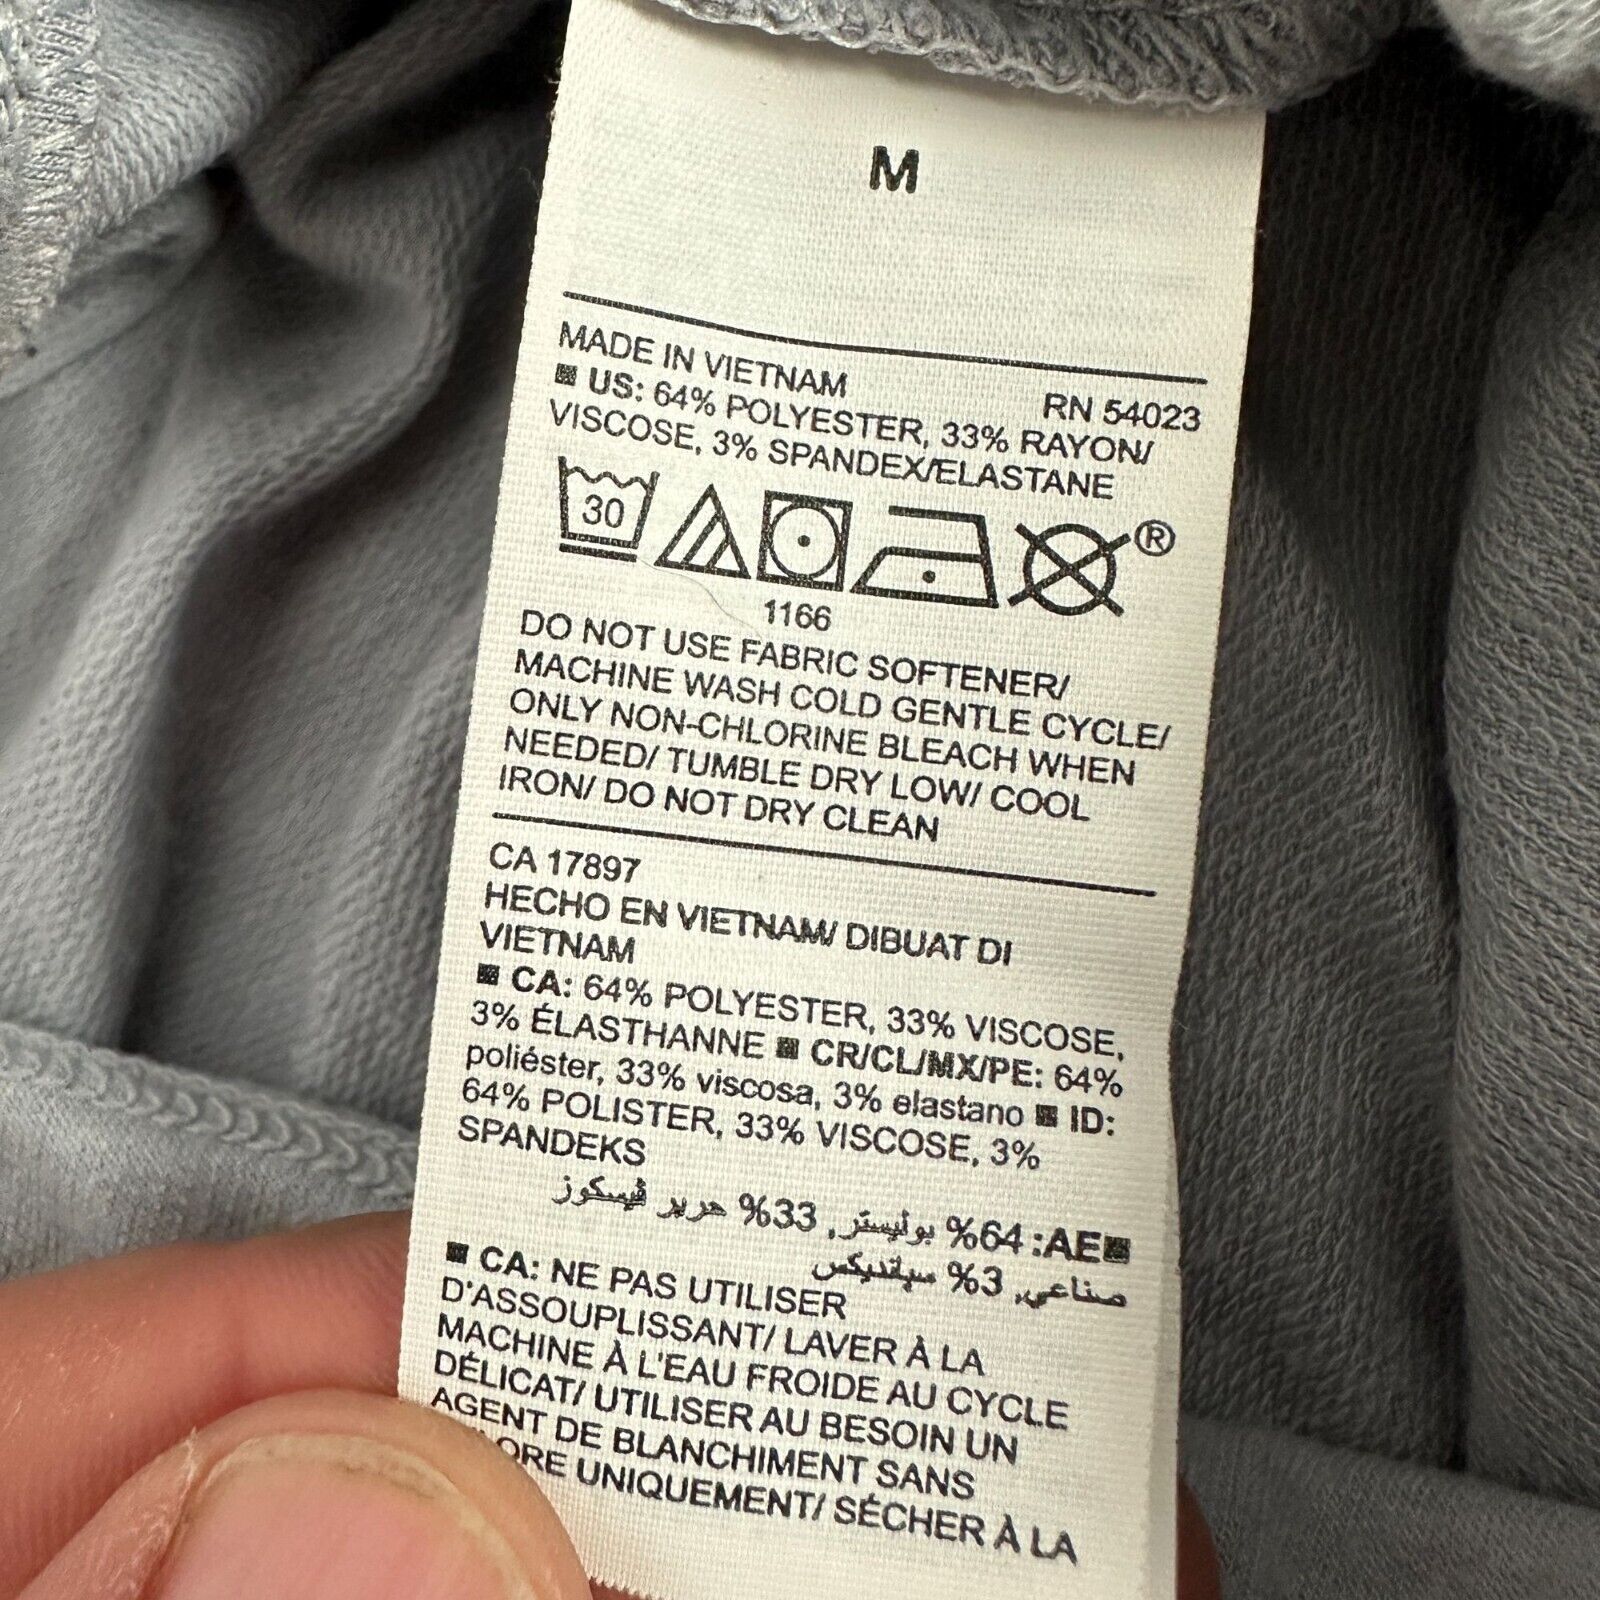 M
MADE IN VIETNAM
RN 54023
■ US: 64% POLYESTER, 33% RAYON/
VISCOSE, 3% SPANDEX/ELASTANE
30
®
1166
DO NOT USE FABRIC SOFTENER/
MACHINE WASH COLD GENTLE CYCLE/
ONLY NON-CHLORINE BLEACH WHEN
NEEDED/ TUMBLE DRY LOW/ COOL
IRON/ DO NOT DRY CLEAN
CA 17897
HECHO EN VIETNAM/ DIBUAT DI
VIETNAM
■ CA: 64% POLYESTER, 33% VISCOSE,
3% ÉLASTHANNE ■ CR/CL/MX/PE: 64%
poliéster, 33% viscosa, 3% elastano ■ ID:
64% POLISTER, 33% VISCOSE, 3%
SPANDEKS
■AE: 64% بوليستر, 33% حرير فيسكوز
صناعي, 3% سباندیکس
■ CA: NE PAS UTILISER
D'ASSOUPLISSANT/ LAVER À LA
MACHINE À L'EAU FROIDE AU CYCLE
DÉLICAT/ UTILISER AU BESOIN UN
AGENT DE BLANCHIMENT SANS
UNIQUEMENT/ SÉCHER À LA